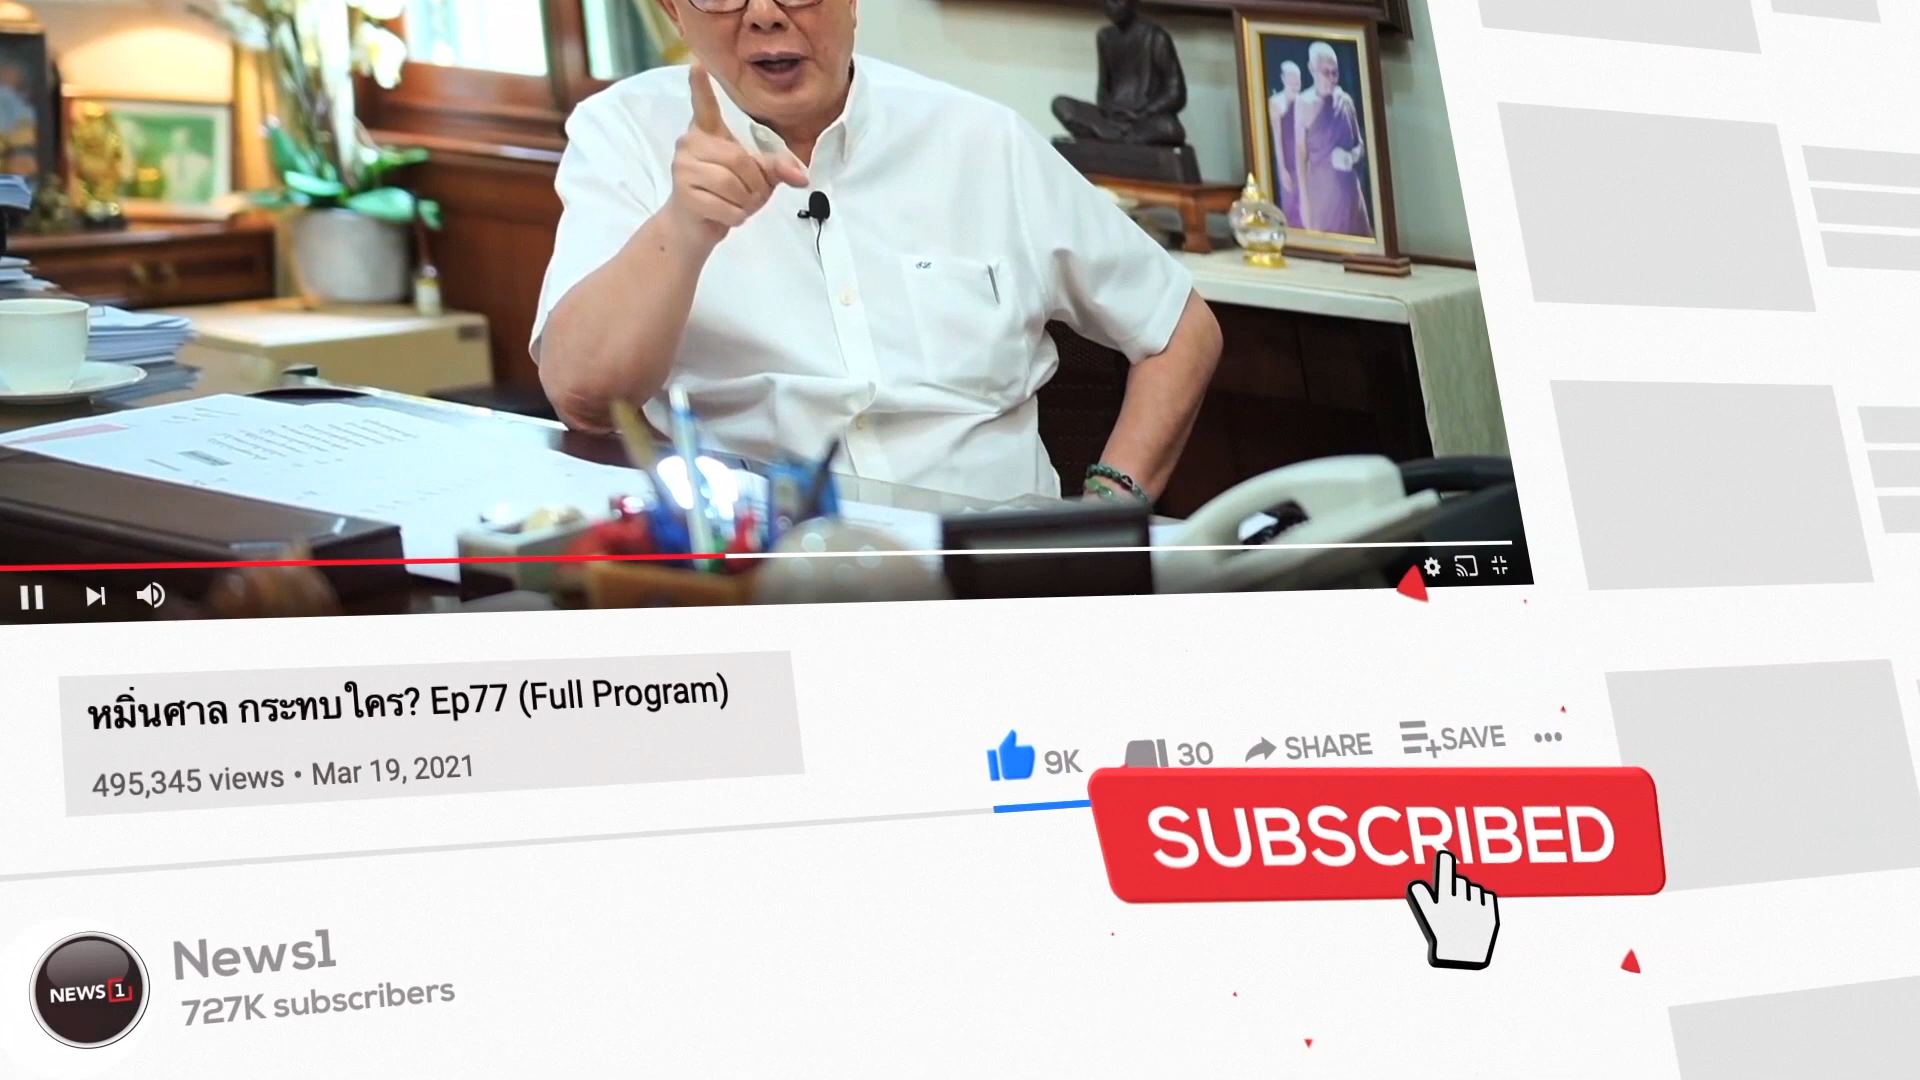 หมิ่นศาล กระทบใคร? Ep77 (Full Program)
495,345 views • Mar 19, 2021
9K
30
SHARE
SAVE
SUBSCRIBED
NEWS 1
News1
727K subscribers